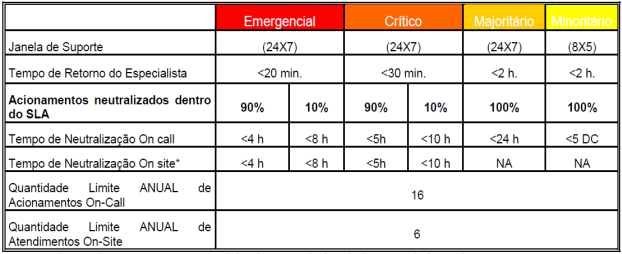 Emergencial Crítico Majoritário Minoritário
Janela de Suporte (24X7) (24X7) (24X7) (8X5)
Tempo de Retorno do Especialista <20 min. <30 min. <2 h. <2 h.
Acionamentos neutralizados dentro
do SLA 90% 10% 90% 10% 100% 100%
Tempo de Neutralização On call <4 h <8 h <5h <10 h <24 h <5 DC
Tempo de Neutralização On site* <4 h <8 h <5h <10 h NA NA
Quantidade Limite ANUAL de
Acionamentos On-Call 16
Quantidade Limite ANUAL de
Atendimentos On-Site 6